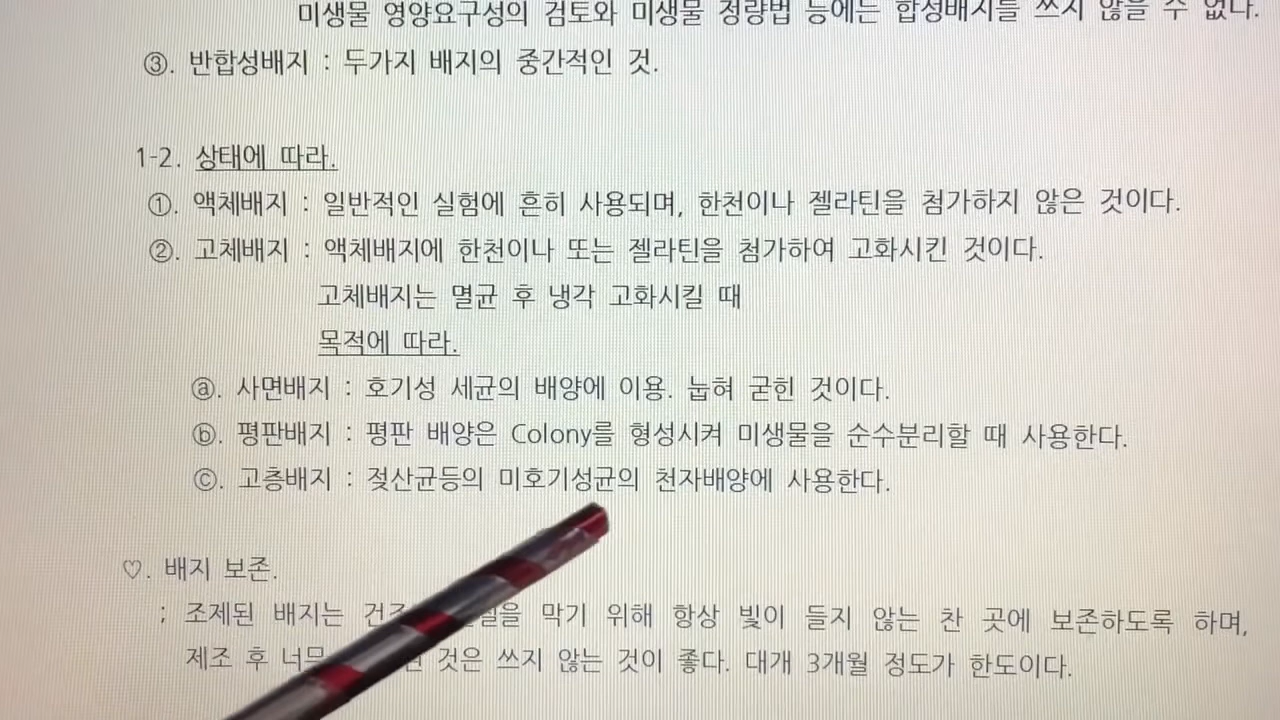 미생물 영양요구성의 검토와 미생물 정량법 등에는 합성배지를 쓰지 않을 수 없다.
③. 반합성배지 : 두가지 배지의 중간적인 것.
1-2. 상태에 따라.
①. 액체배지 : 일반적인 실험에 흔히 사용되며, 한천이나 젤라틴을 첨가하지 않은 것이다.
②. 고체배지 : 액체배지에 한천이나 또는 젤라틴을 첨가하여 고화시킨 것이다.
고체배지는 멸균 후 냉각 고화시킬 때
목적에 따라.
ⓐ. 사면배지 : 호기성 세균의 배양에 이용. 눕혀 굳힌 것이다.
ⓑ. 평판배지 : 평판 배양은 Colony를 형성시켜 미생물을 순수분리할 때 사용한다.
ⓒ. 고층배지 : 젖산균등의 미호기성균의 천자배양에 사용한다.
♡. 배지 보존.
; 조제된 배지는 막기 위해 항상 빛이 들지 않는 찬 곳에 보존하도록 하며,
제조 후 너무 것은 쓰지 않는 것이 좋다. 대개 3개월 정도가 한도이다.